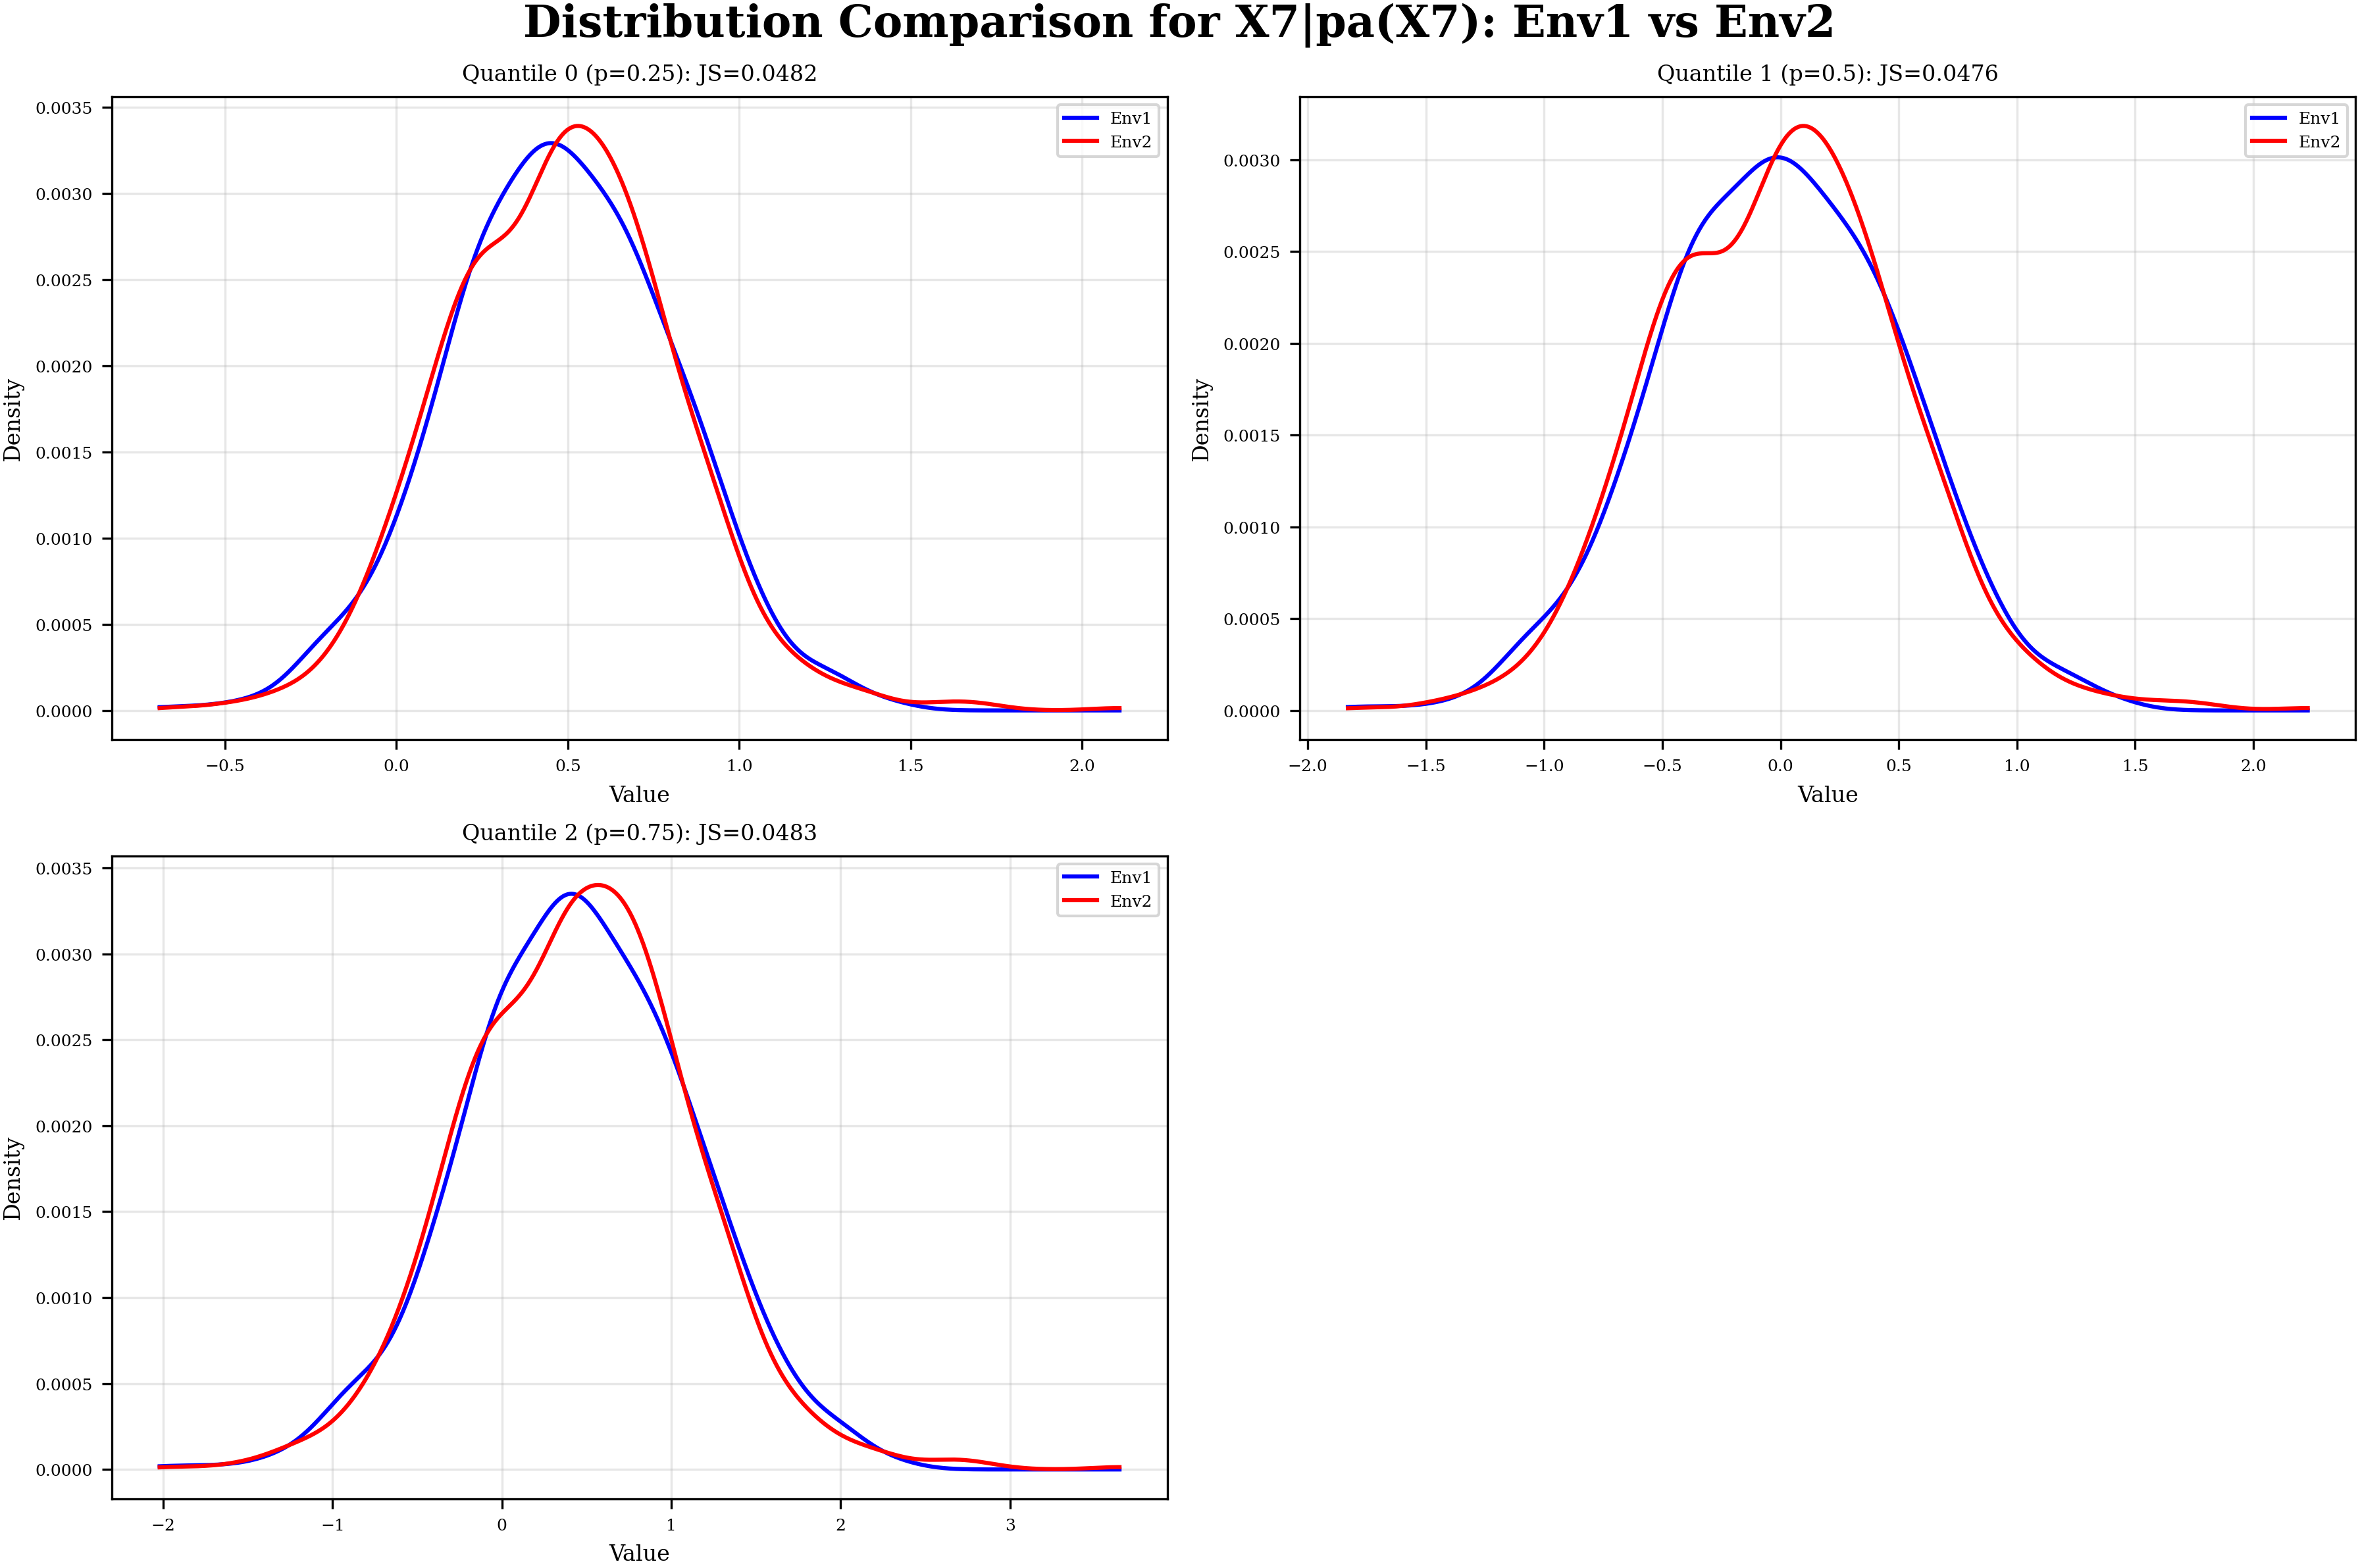 Distribution Comparison for X7|pa(X7): Env1 vs Env2
Quantile 0 (p=0.25): JS=0.0482
Env1
Env2
0.0035
0.0030
0.0025
0.0020
0.0015
0.0010
0.0005
0.0000
Density
−0.5
0.0
0.5
1.0
1.5
2.0
Value
Quantile 1 (p=0.5): JS=0.0476
Env1
Env2
0.0030
0.0025
0.0020
0.0015
0.0010
0.0005
0.0000
Density
−2.0
−1.5
−1.0
−0.5
0.0
0.5
1.0
1.5
2.0
Value
Quantile 2 (p=0.75): JS=0.0483
Env1
Env2
0.0035
0.0030
0.0025
0.0020
0.0015
0.0010
0.0005
0.0000
Density
−2
−1
0
1
2
3
Value